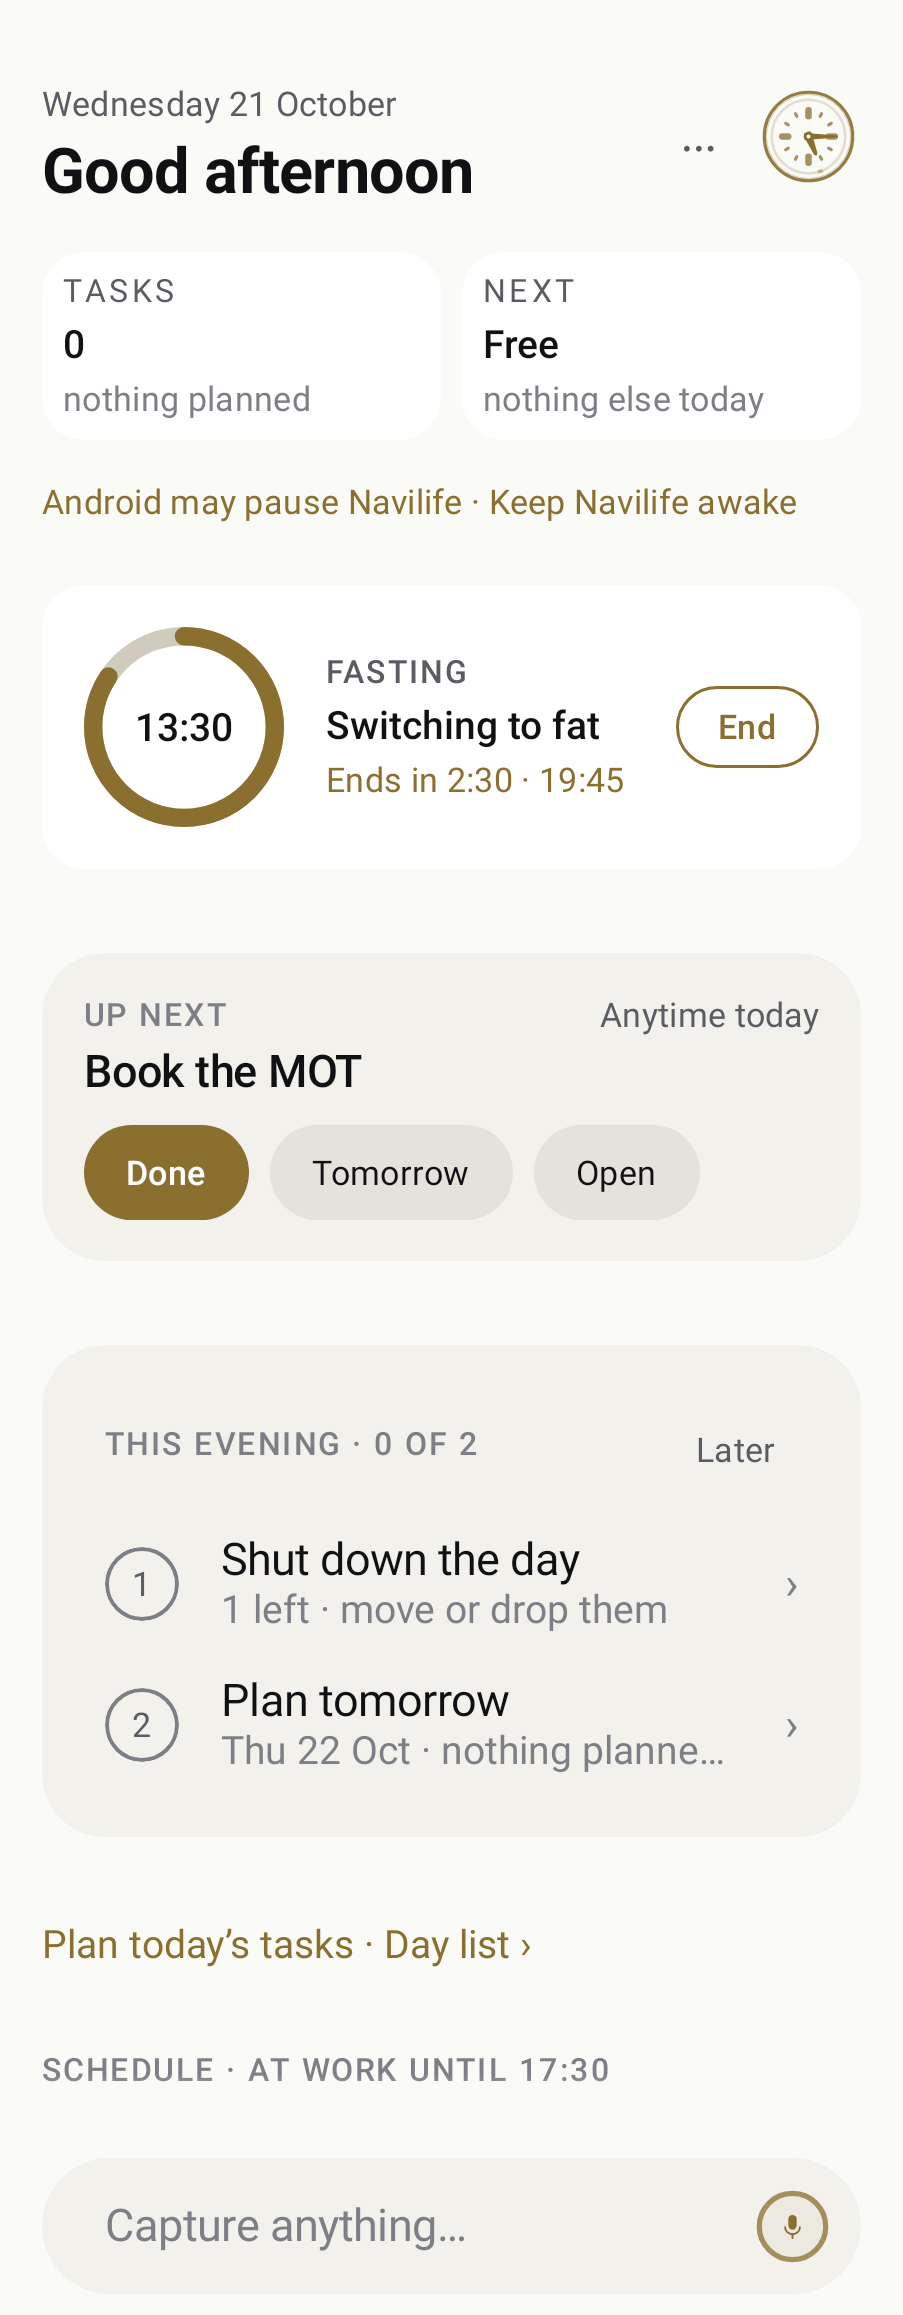 Wednesday 21 October
Good afternoon
...
TASKS
0
nothing planned
NEXT
Free
nothing else today
Android may pause Navilife · Keep Navilife awake
13:30
FASTING
Switching to fat
Ends in 2:30 · 19:45
End
UP NEXT
Anytime today
Book the MOT
Done
Tomorrow
Open
THIS EVENING · 0 OF 2
Later
1
Shut down the day
1 left · move or drop them
›
2
Plan tomorrow
Thu 22 Oct · nothing planne…
›
Plan today’s tasks · Day list ›
SCHEDULE · AT WORK UNTIL 17:30
Capture anything…